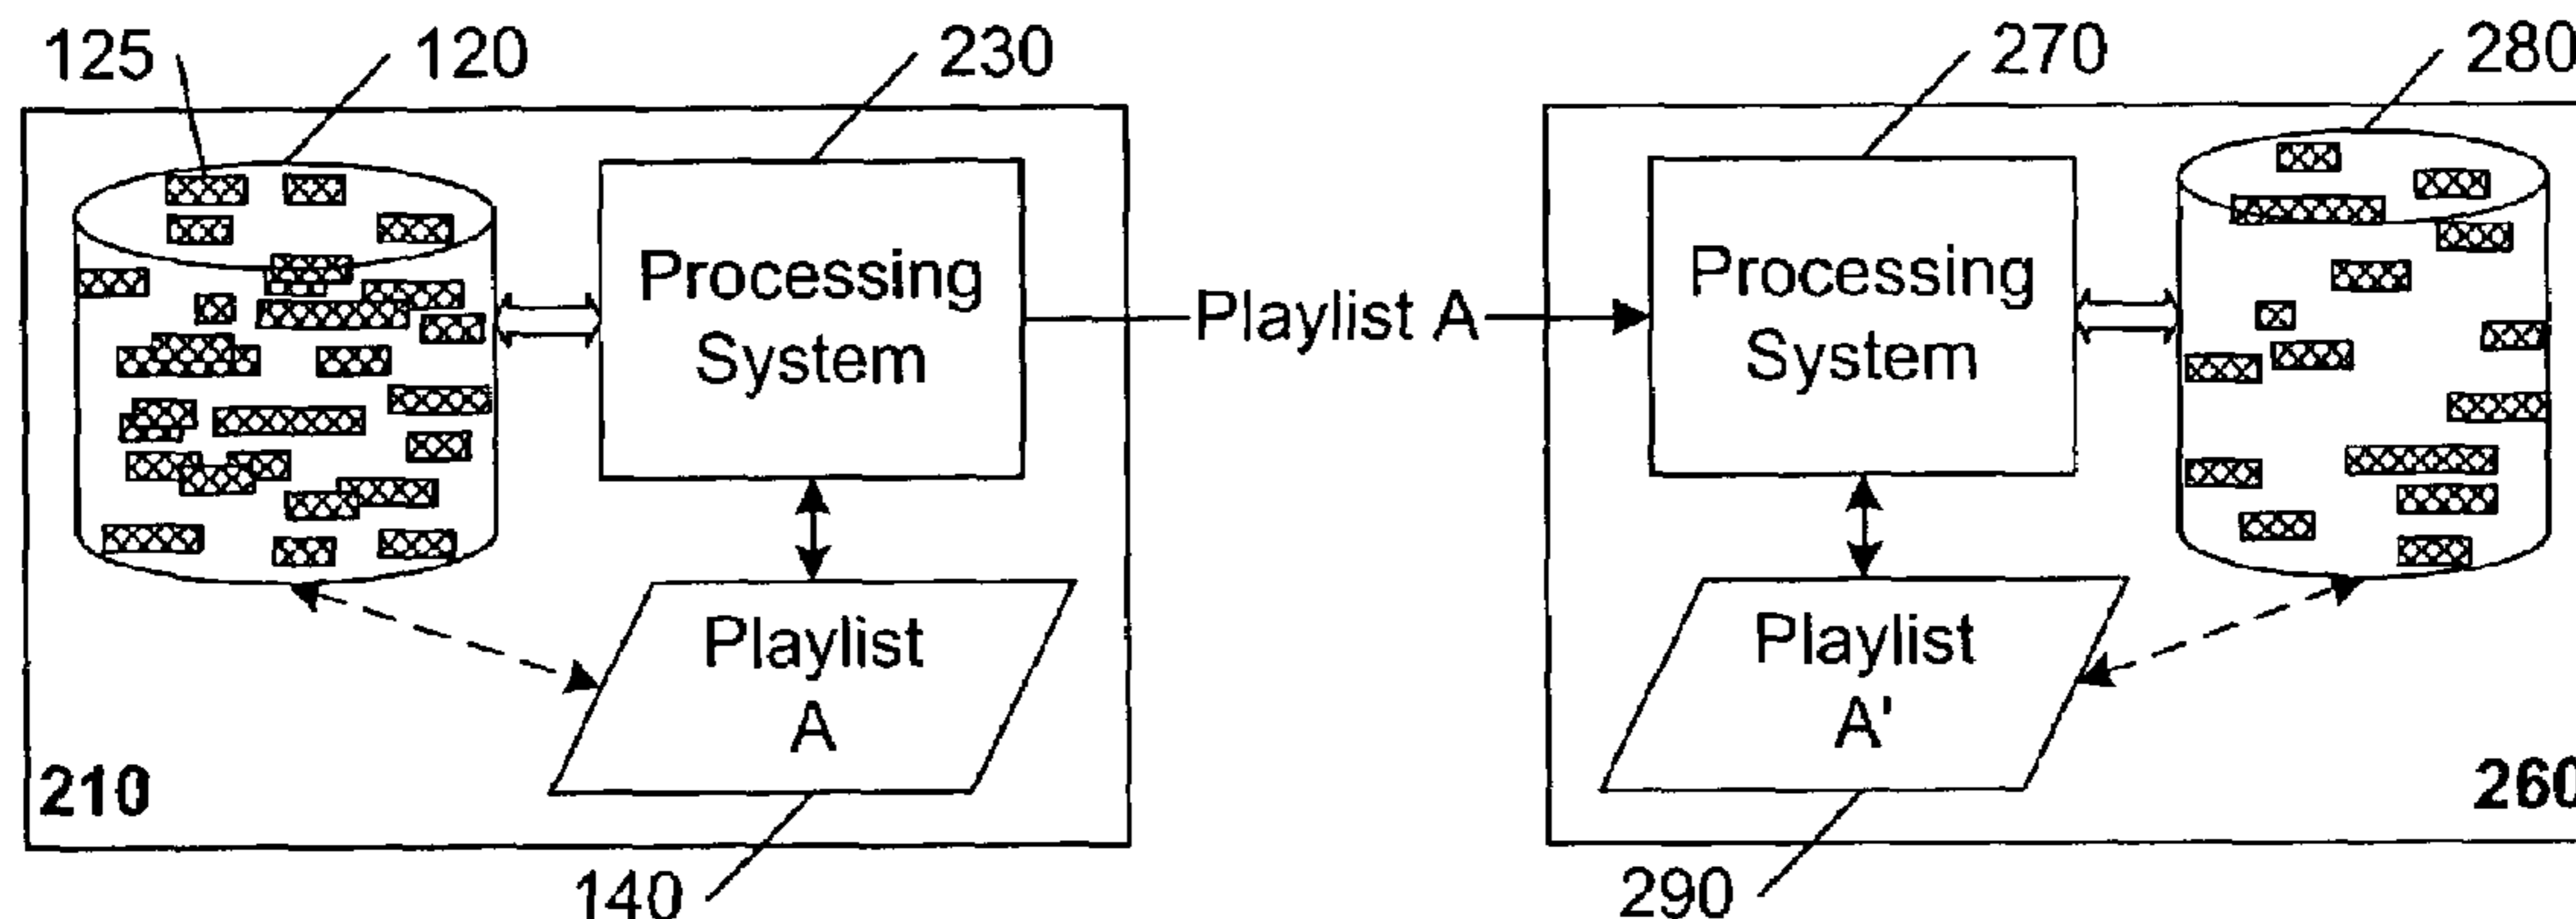 125
120
230
270
280
Processing
System
Playlist A
Processing
System
Playlist
A
Playlist
A'
210
260
140
290